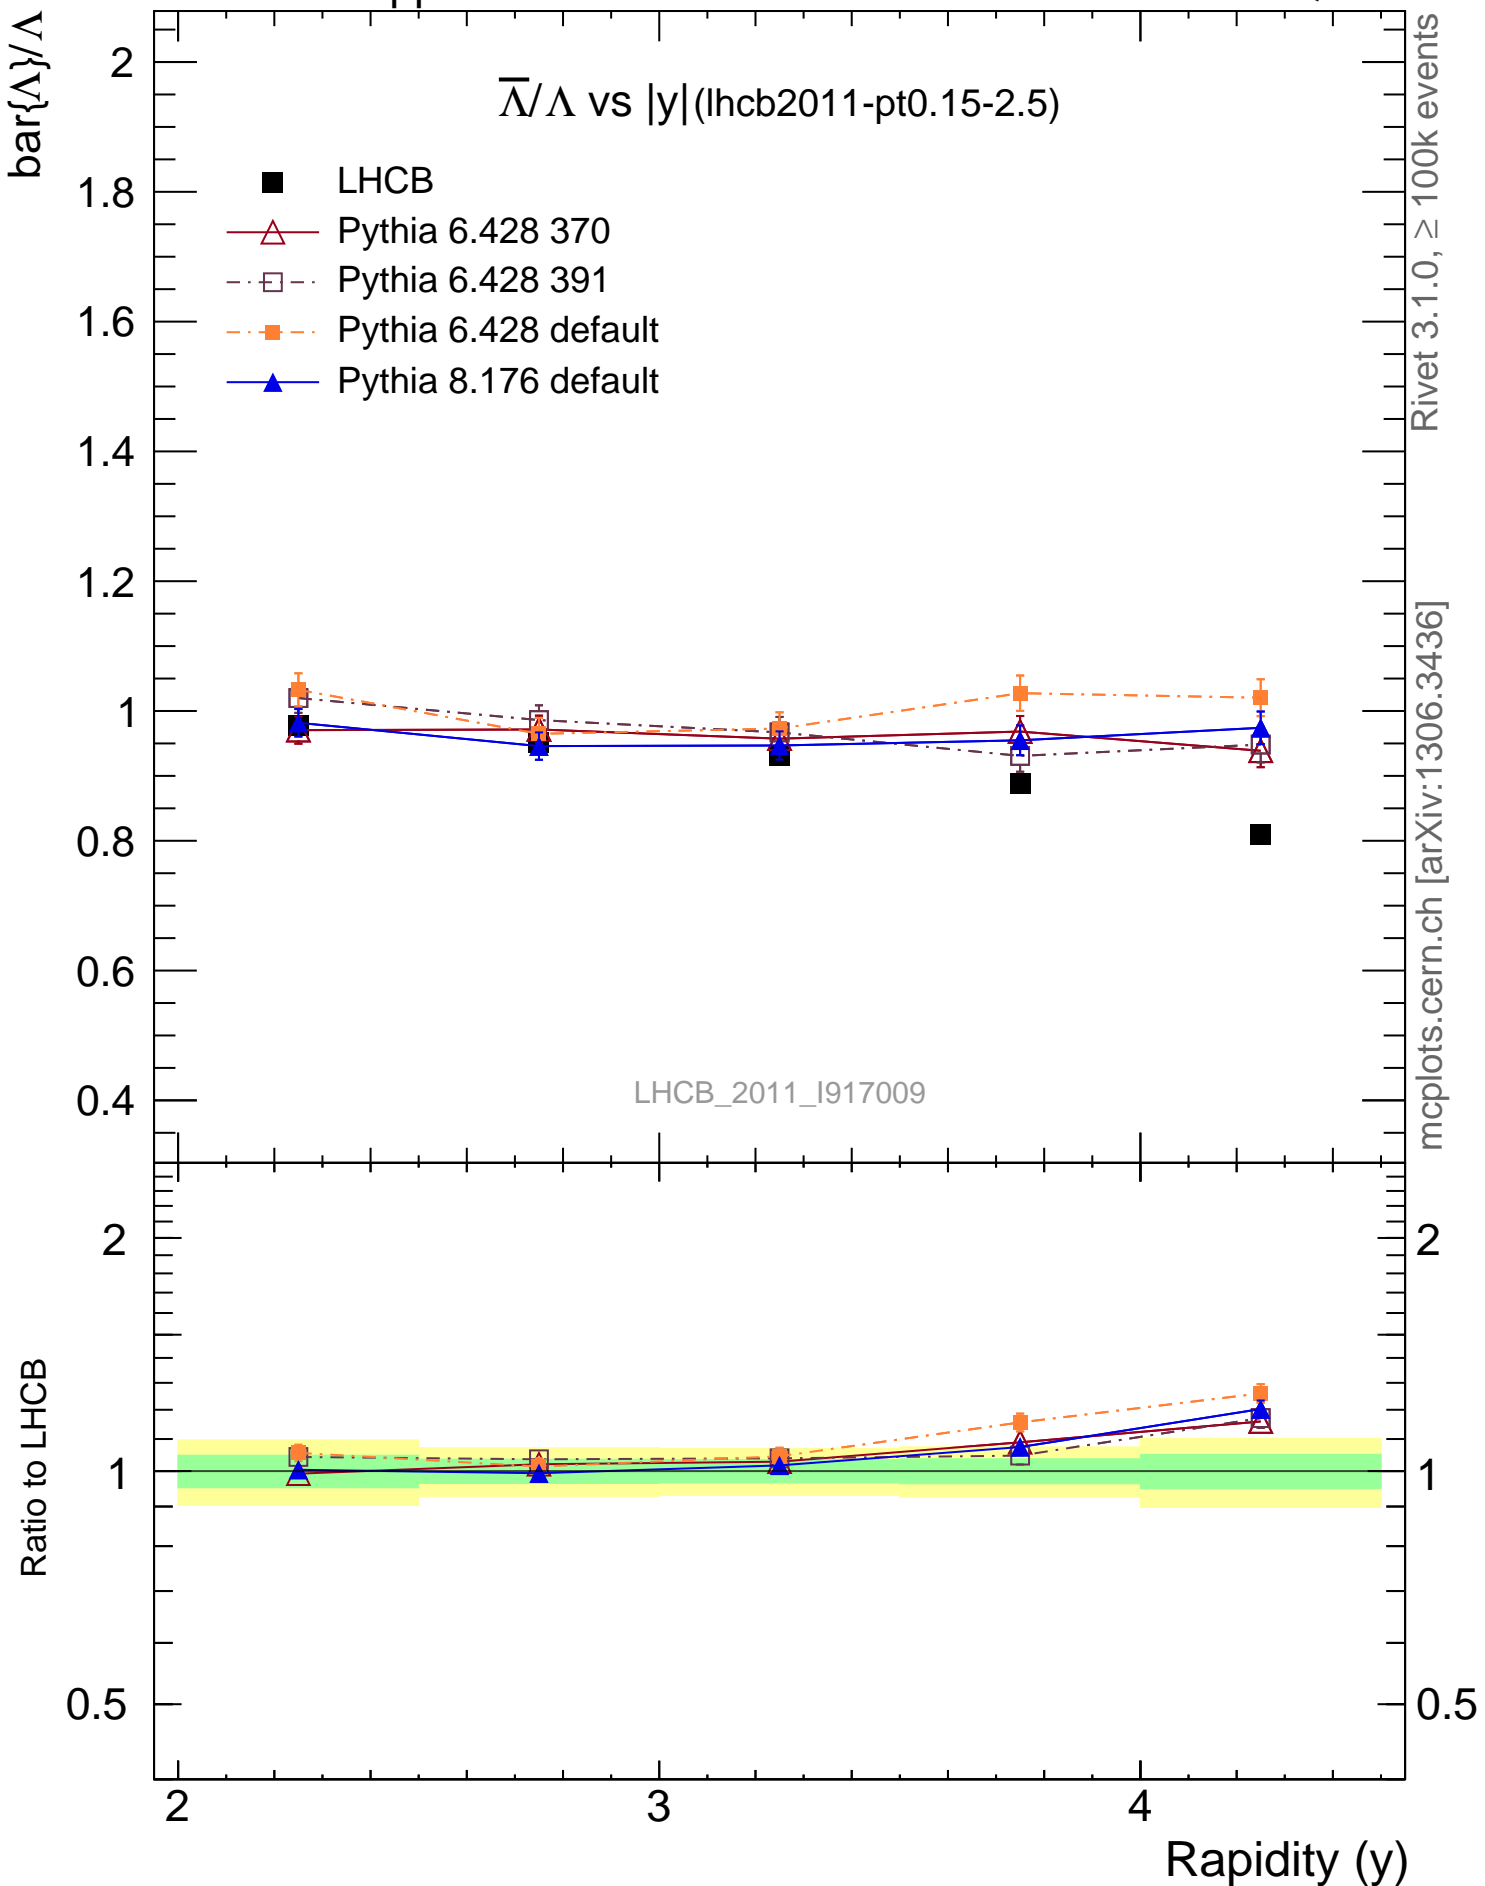 bar{Λ}/Λ
Λ̅/Λ vs |y|(lhcb2011-pt0.15-2.5)
LHCB
Pythia 6.428 370
Pythia 6.428 391
Pythia 6.428 default
Pythia 8.176 default
2
1.8
1.6
1.4
1.2
1
0.8
0.6
0.4
LHCB_2011_I917009
Rivet 3.1.0, ≥ 100k events
mcplots.cern.ch [arXiv:1306.3436]
Ratio to LHCB
2
1
0.5
2
1
0.5
2
3
4
Rapidity (y)